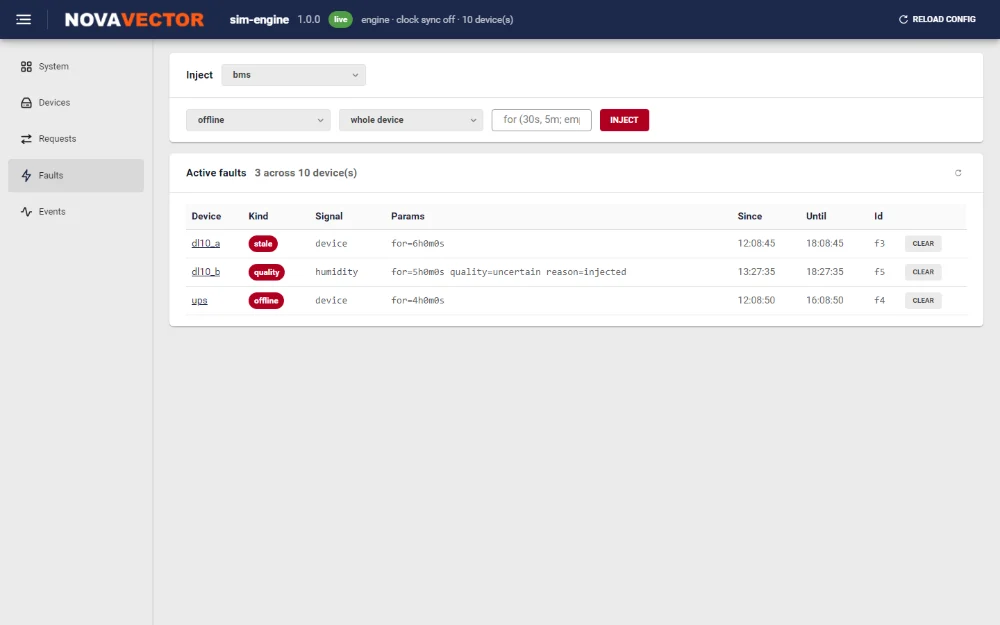 NOVAVECTOR sim-engine 1.0.0 live engine · clock sync off · 10 device(s) RELOAD CONFIG
System
Devices
Requests
Faults
Events
Inject bms
offline whole device for (30s, 5m; emp INJECT
Active faults 3 across 10 device(s)
Device Kind Signal Params Since Until Id
dl10_a stale device for=6h0m0s 12:08:45 18:08:45 f3 CLEAR
dl10_b quality humidity for=5h0m0s quality=uncertain reason=injected 13:27:35 18:27:35 f5 CLEAR
ups offline device for=4h0m0s 12:08:50 16:08:50 f4 CLEAR